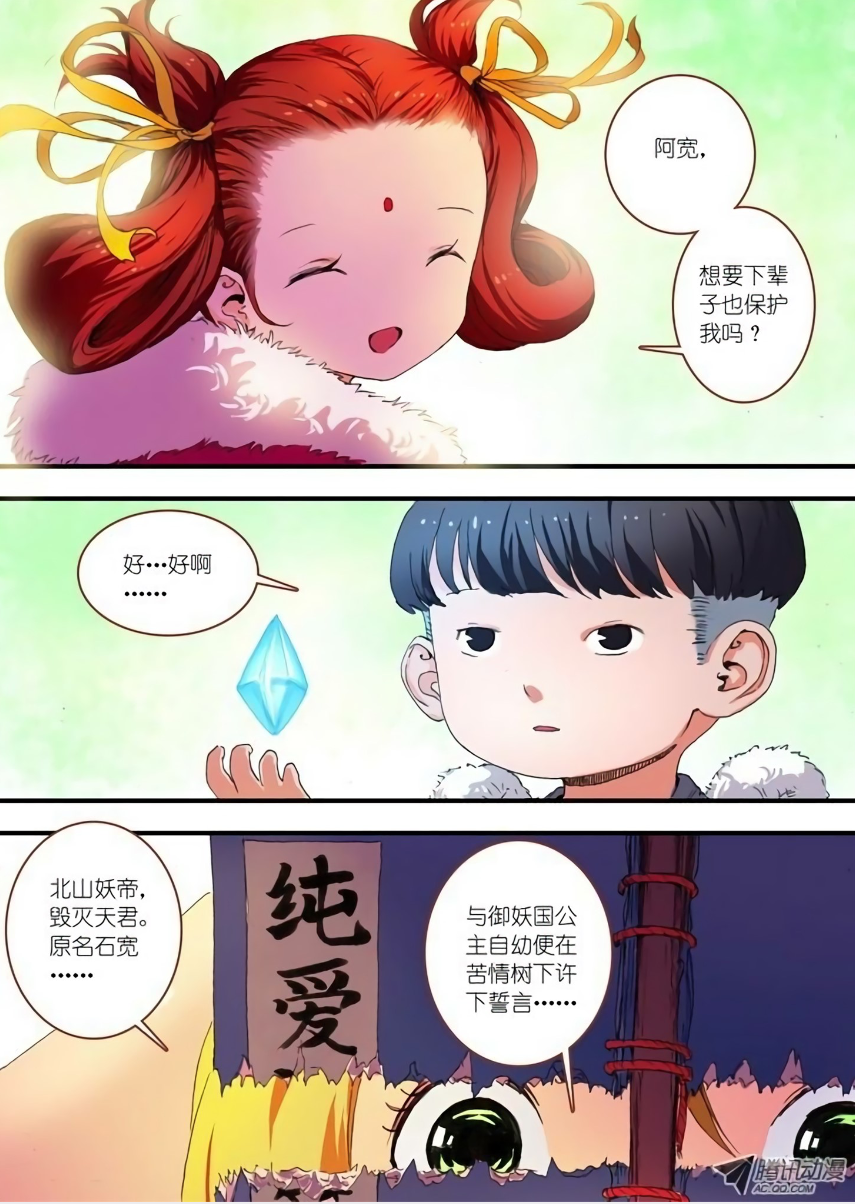 阿宽，
想要下辈
子也保护
我吗？
好…好啊
……
北山妖帝，
毁灭天君。
原名石宽
……
纯爱
与御妖国公
主自幼便在
苦情树下许
下誓言……
腾讯动漫
AC.QQ.COM